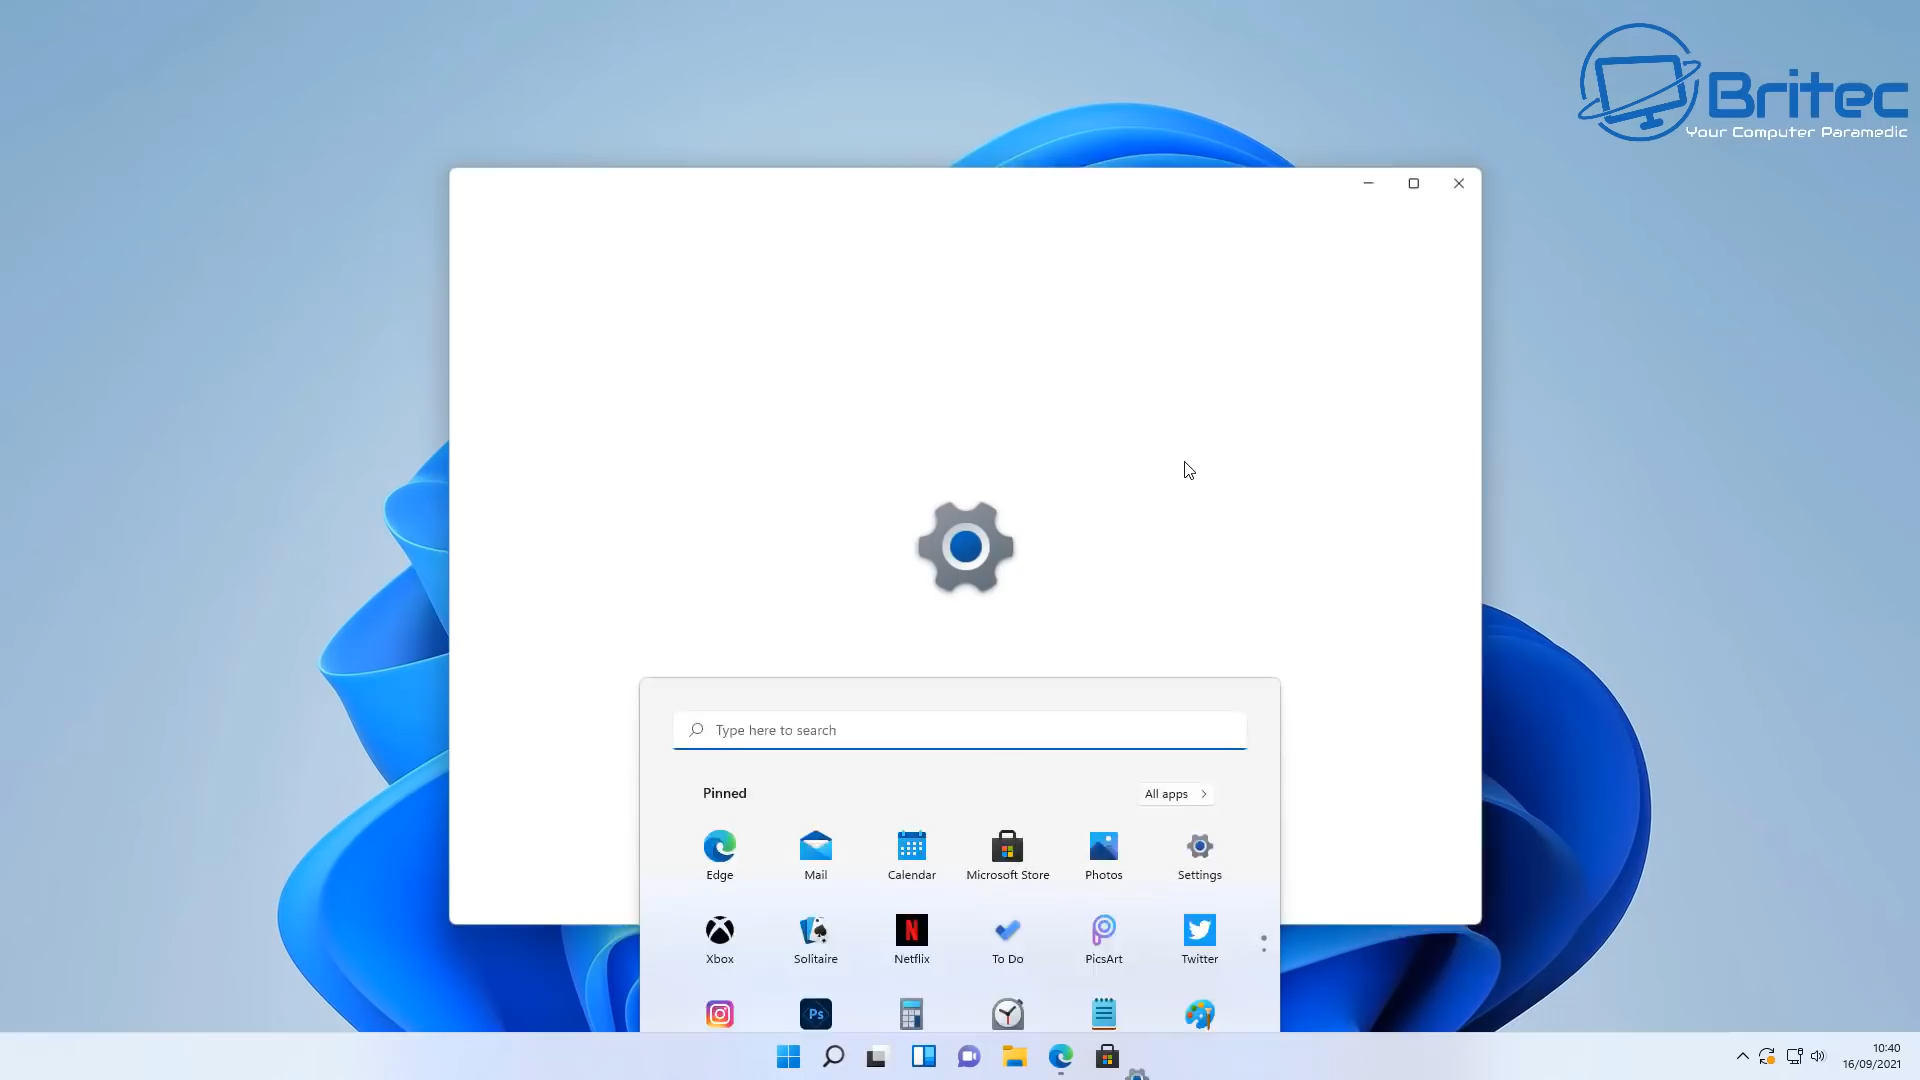 Britec
Your Computer Paramedic
Type here to search
Pinned
All apps
Edge
Mail
Calendar
Microsoft Store
Photos
Settings
Xbox
Solitaire
N
Netflix
To Do
PicsArt
Twitter
Ps
10:40
16/09/2021